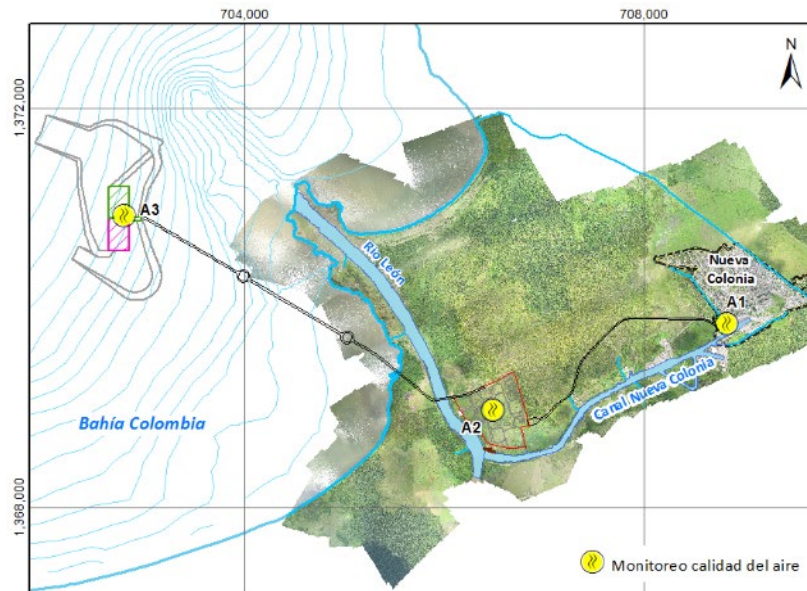 704,000
708,000
N
1,372,000
A3
Río León
Nueva
Colonia
A1
Canal Nueva Colonia
Bahía Colombia
A2
1,368,000
Monitoreo calidad del aire